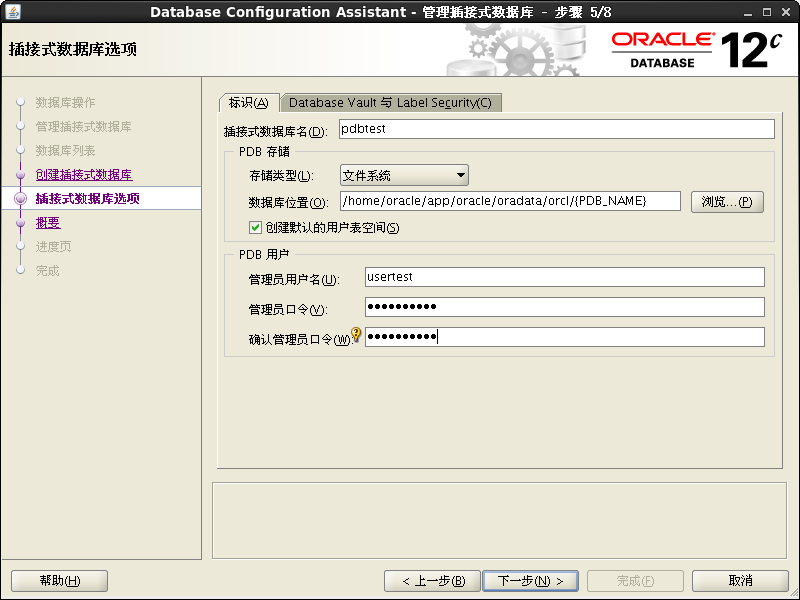 Database Configuration Assistant - 管理插接式数据库 - 步骤 5/8
插接式数据库选项
ORACLE
DATABASE
12c
数据库操作
管理插接式数据库
数据库列表
创建插接式数据库
插接式数据库选项
概要
进度页
完成
标识(A)
Database Vault 与 Label Security(C)
插接式数据库名(D):
pdbtest
PDB 存储
存储类型(L):
文件系统
数据库位置(O):
/home/oracle/app/oracle/oradata/orcl/{PDB_NAME}
浏览...(P)
创建默认的用户表空间(S)
PDB 用户
管理员用户名(U):
usertest
管理员口令(V):
••••••••••
确认管理员口令(W):
••••••••••
帮助(H)
< 上一步(B)
下一步(N) >
完成(F)
取消